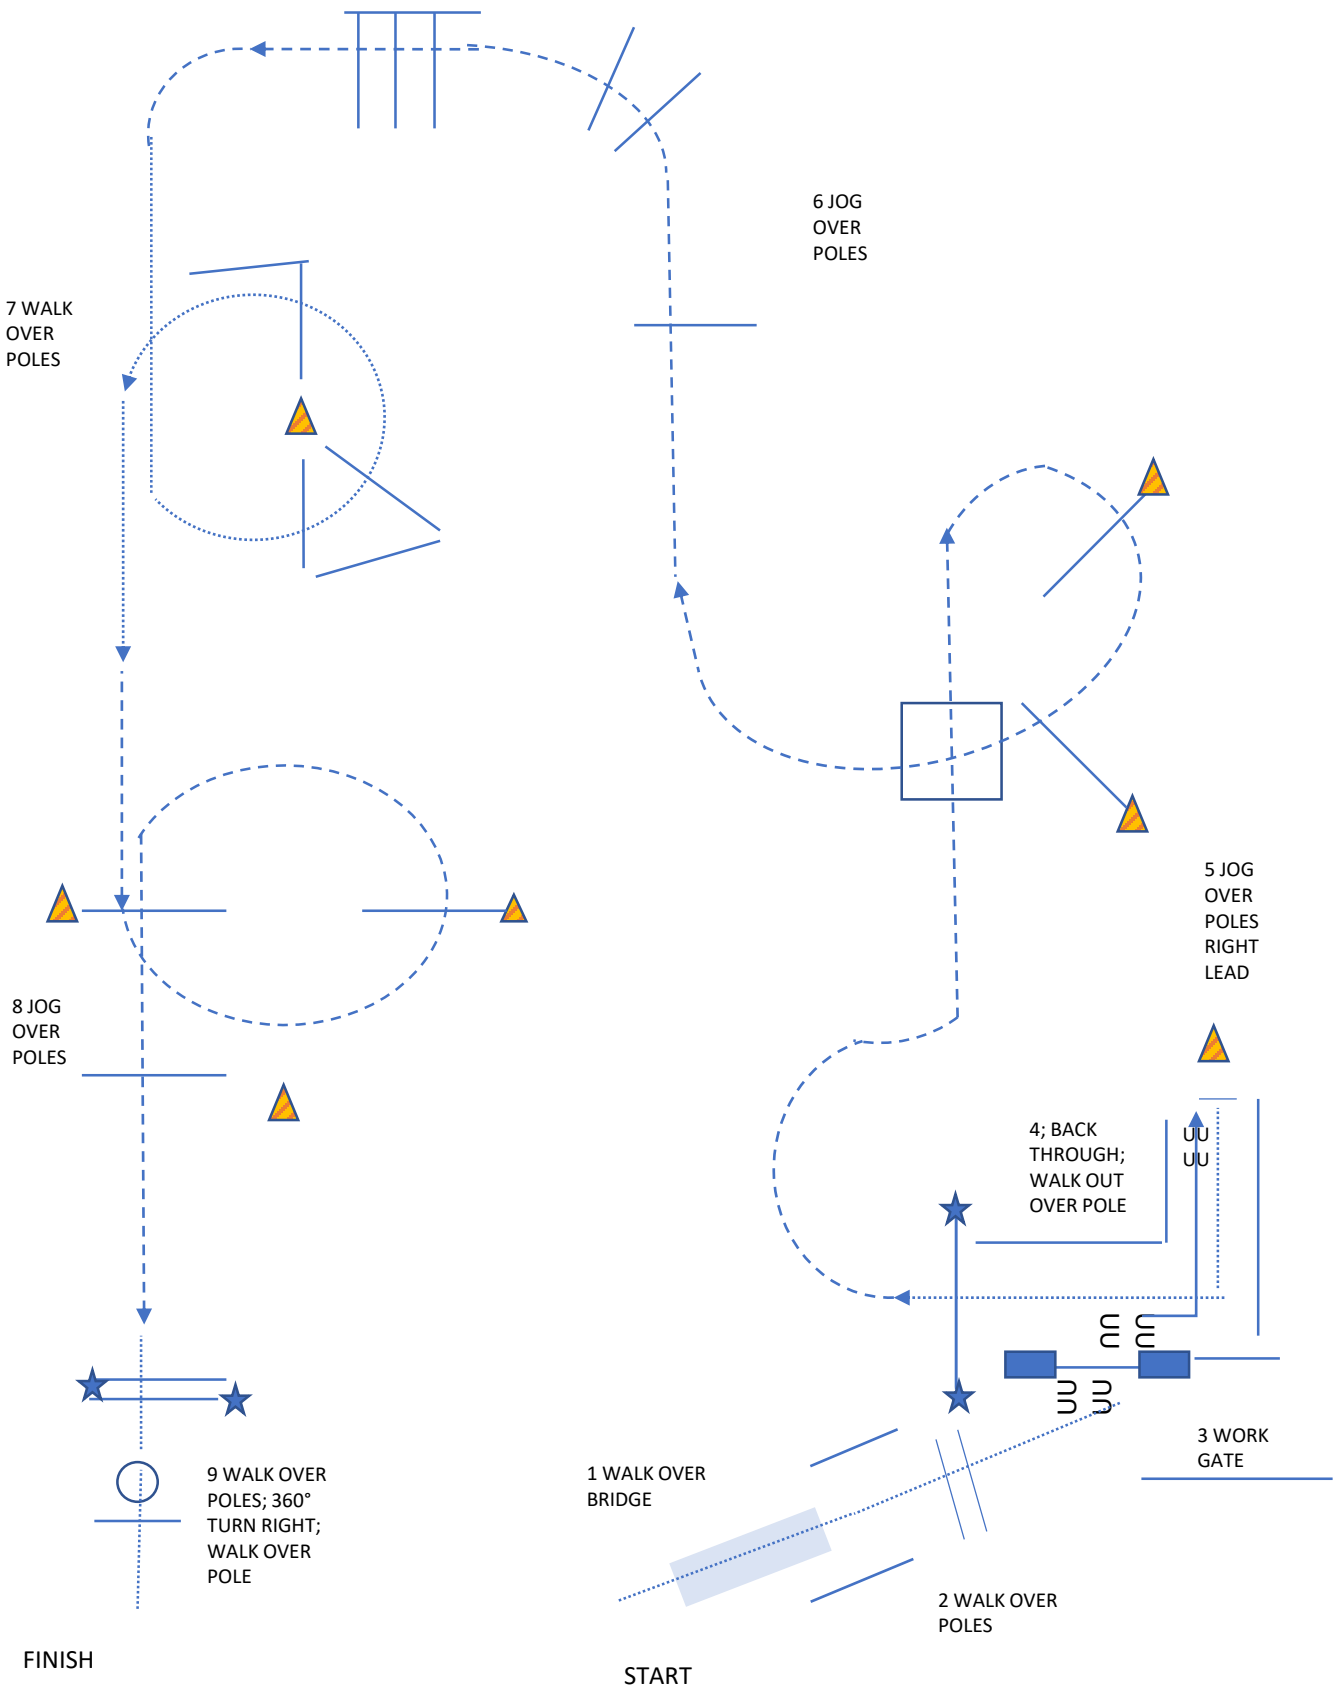 6 JOG
OVER
POLES
7 WALK
OVER
POLES
5 JOG
OVER
POLES
RIGHT
LEAD
8 JOG
OVER
POLES
4; BACK
THROUGH;
WALK OUT
OVER POLE
3 WORK
GATE
1 WALK OVER
BRIDGE
9 WALK OVER
POLES; 360°
TURN RIGHT;
WALK OVER
POLE
2 WALK OVER
POLES
FINISH
START